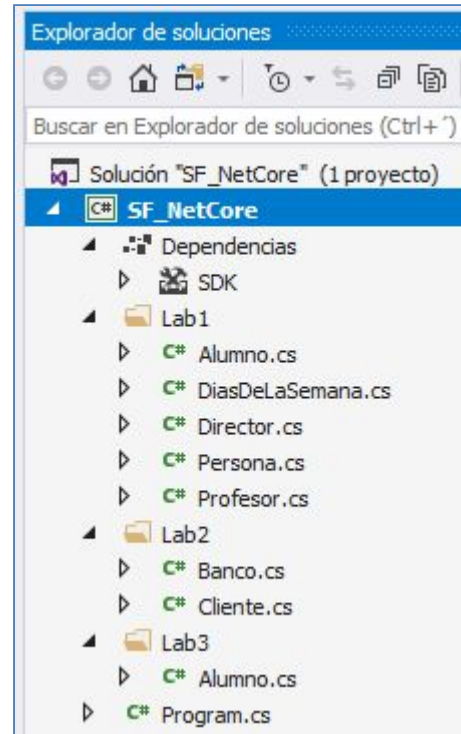 Explorador de soluciones
Buscar en Explorador de soluciones (Ctrl+´)
Solución "SF_NetCore" (1 proyecto)
C# SF_NetCore
Dependencias
SDK
Lab1
C# Alumno.cs
C# DiasDeLaSemana.cs
C# Director.cs
C# Persona.cs
C# Profesor.cs
Lab2
C# Banco.cs
C# Cliente.cs
Lab3
C# Alumno.cs
C# Program.cs